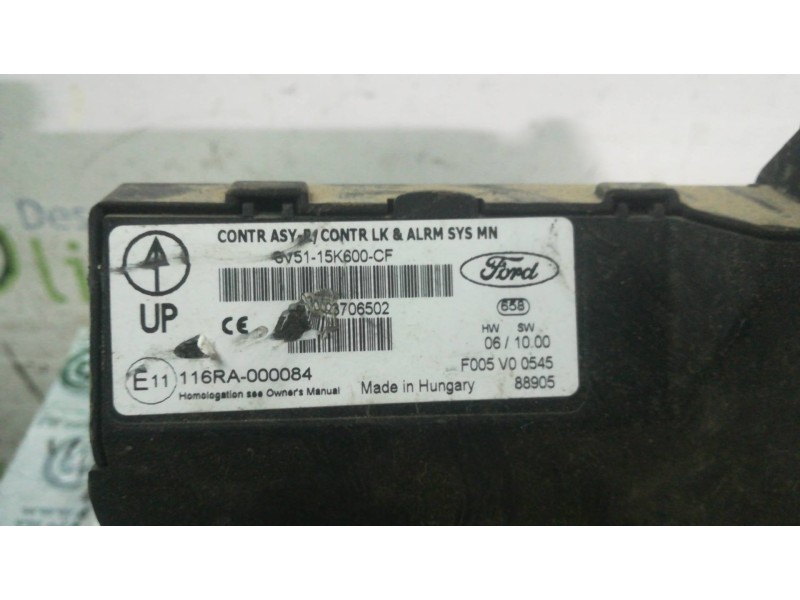 CONTR ASY-R/ CONTR LK & ALRM SYS MN
8V51-15K600-CF
Ford
UP
CE
3706502
658
HW SW
06 / 10.00
E11 116RA-000084
F005 V0 0545
Homologation see Owner's Manual
Made in Hungary
88905